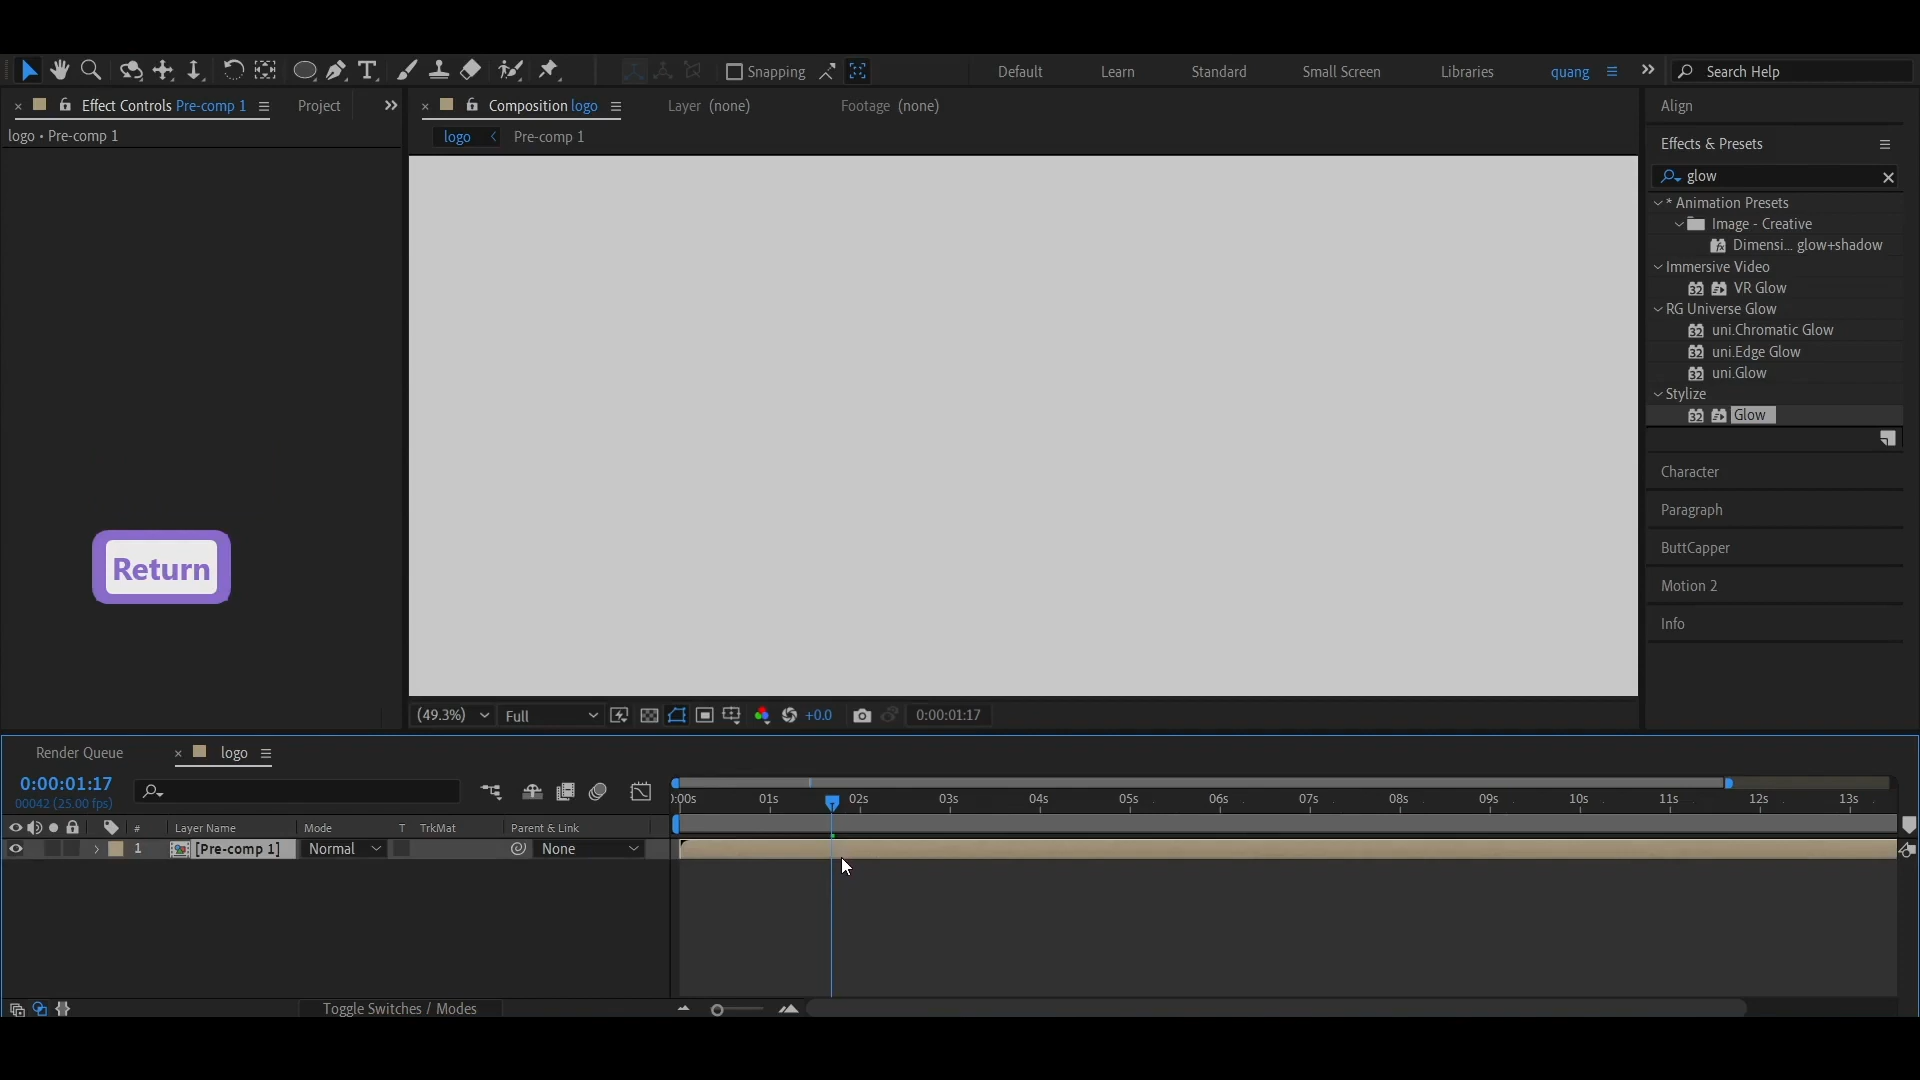 Snapping
Default
Learn
Standard
Small Screen
Libraries
quang
Search Help
Effect Controls Pre-comp 1
Project
Composition logo
Layer (none)
Footage (none)
Align
logo • Pre-comp 1
logo
Pre-comp 1
Effects & Presets
glow
* Animation Presets
Image - Creative
Dimensi... glow+shadow
Immersive Video
VR Glow
RG Universe Glow
uni.Chromatic Glow
uni.Edge Glow
uni.Glow
Stylize
Glow
Character
Paragraph
ButtCapper
Motion 2
Info
Return
(49.3%)
Full
+0.0
0:00:01:17
Render Queue
logo
0:00:01:17
00042 (25.00 fps)
):00s
01s
02s
03s
04s
05s
06s
07s
08s
09s
10s
11s
12s
13s
#
Layer Name
Mode
T
TrkMat
Parent & Link
1
[Pre-comp 1]
Normal
None
Toggle Switches / Modes